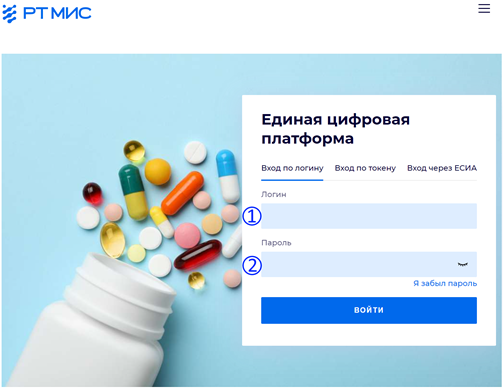 РТ МИС
Единая цифровая
платформа
Вход по логину Вход по токену Вход через ЕСИА
Логин
1
Пароль
2
Я забыл пароль
ВОЙТИ